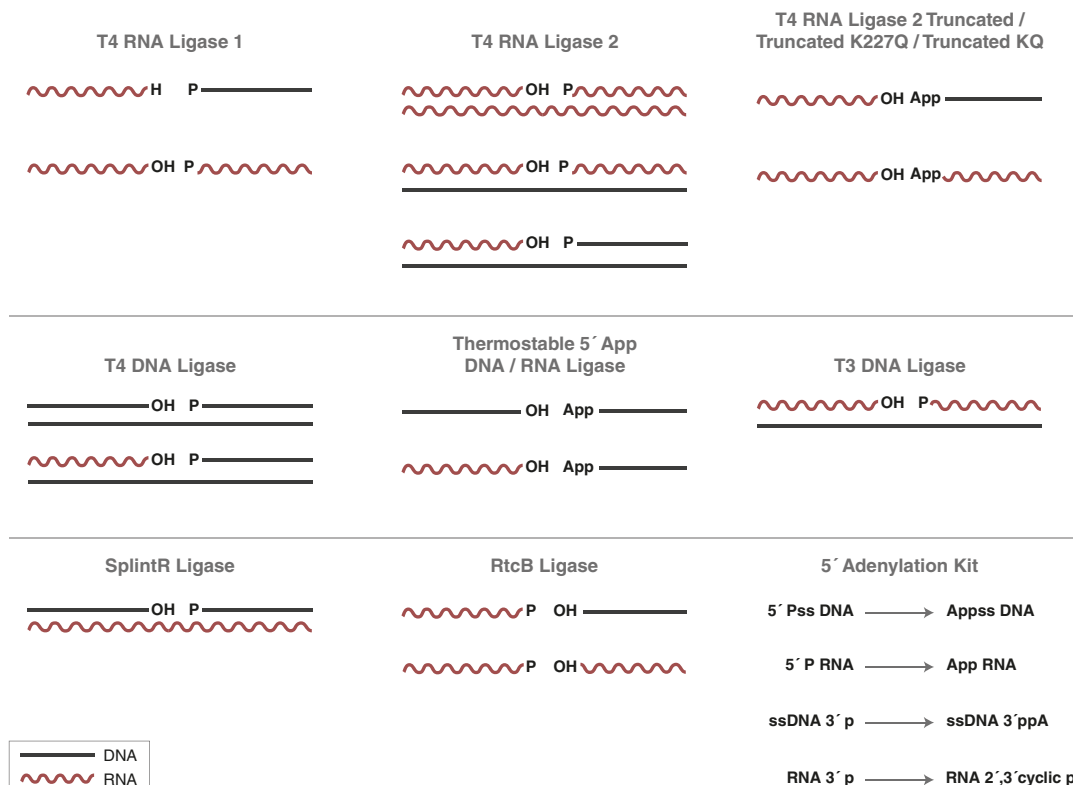 T4 RNA Ligase 1
T4 RNA Ligase 2
T4 RNA Ligase 2 Truncated /
Truncated K227Q / Truncated KQ
H P
OH P
OH P
OH P
OH P
OH App
OH App
T4 DNA Ligase
Thermostable 5´ App
DNA / RNA Ligase
T3 DNA Ligase
OH P
OH P
OH App
OH App
OH P
SplintR Ligase
RtcB Ligase
5´ Adenylation Kit
OH P
P OH
P OH
5´ Pss DNA Appss DNA
5´ P RNA App RNA
ssDNA 3´ p ssDNA 3´ppA
RNA 3´ p RNA 2´,3´cyclic p
DNA
RNA